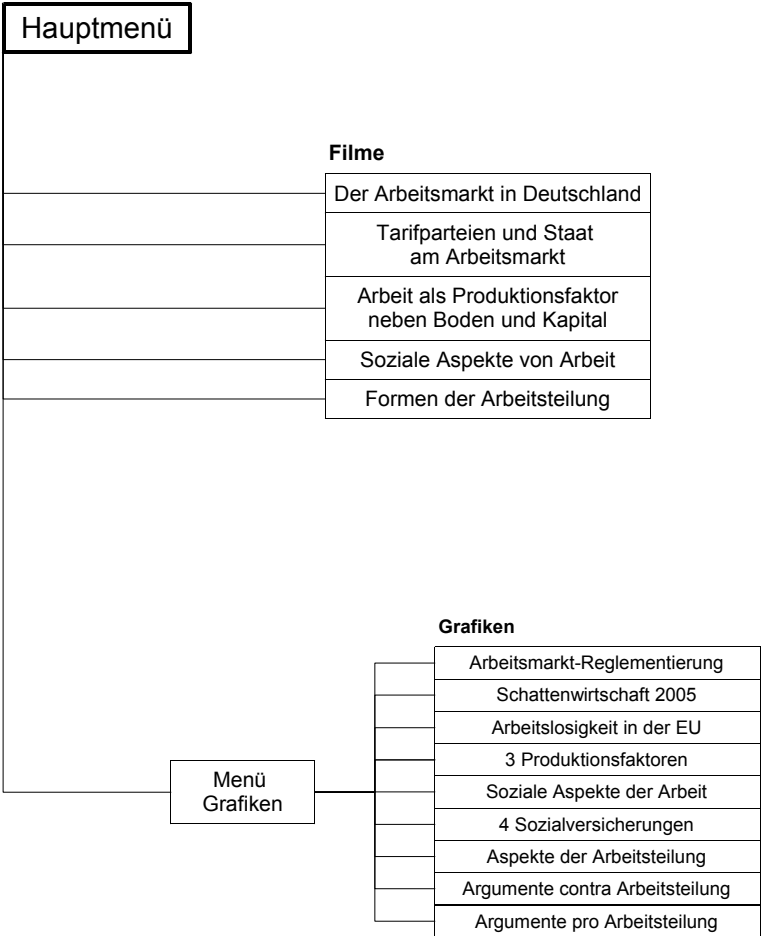 Hauptmenü
Filme
Der Arbeitsmarkt in Deutschland
Tarifparteien und Staat
am Arbeitsmarkt
Arbeit als Produktionsfaktor
neben Boden und Kapital
Soziale Aspekte von Arbeit
Formen der Arbeitsteilung
Grafiken
Arbeitsmarkt-Reglementierung
Schattenwirtschaft 2005
Arbeitslosigkeit in der EU
3 Produktionsfaktoren
Menü
Grafiken
Soziale Aspekte der Arbeit
4 Sozialversicherungen
Aspekte der Arbeitsteilung
Argumente contra Arbeitsteilung
Argumente pro Arbeitsteilung